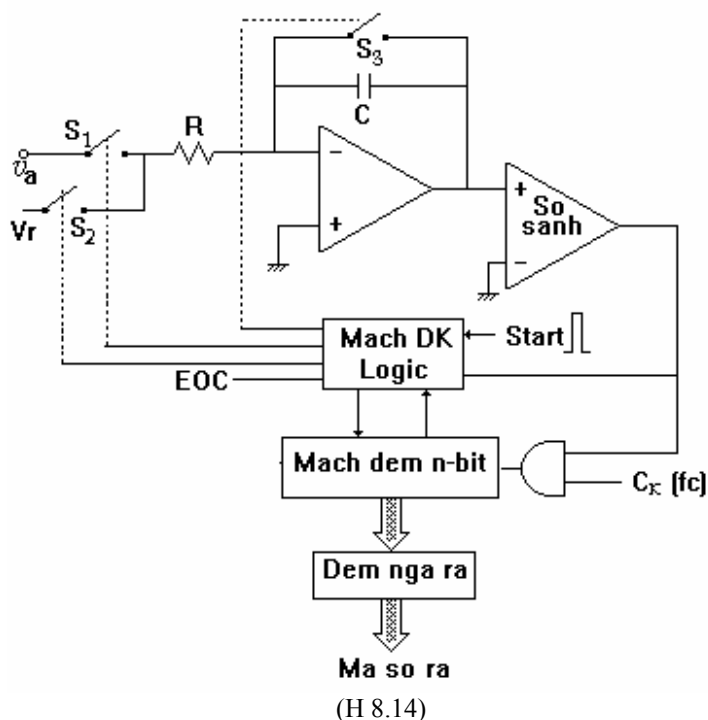 S3
C
R
S1
va
−
+
Vr
S2
+
So
sanh
−
Mach DK
Logic
Start
EOC
Mach dem n-bit
CK (fc)
Dem nga ra
Ma so ra
(H 8.14)